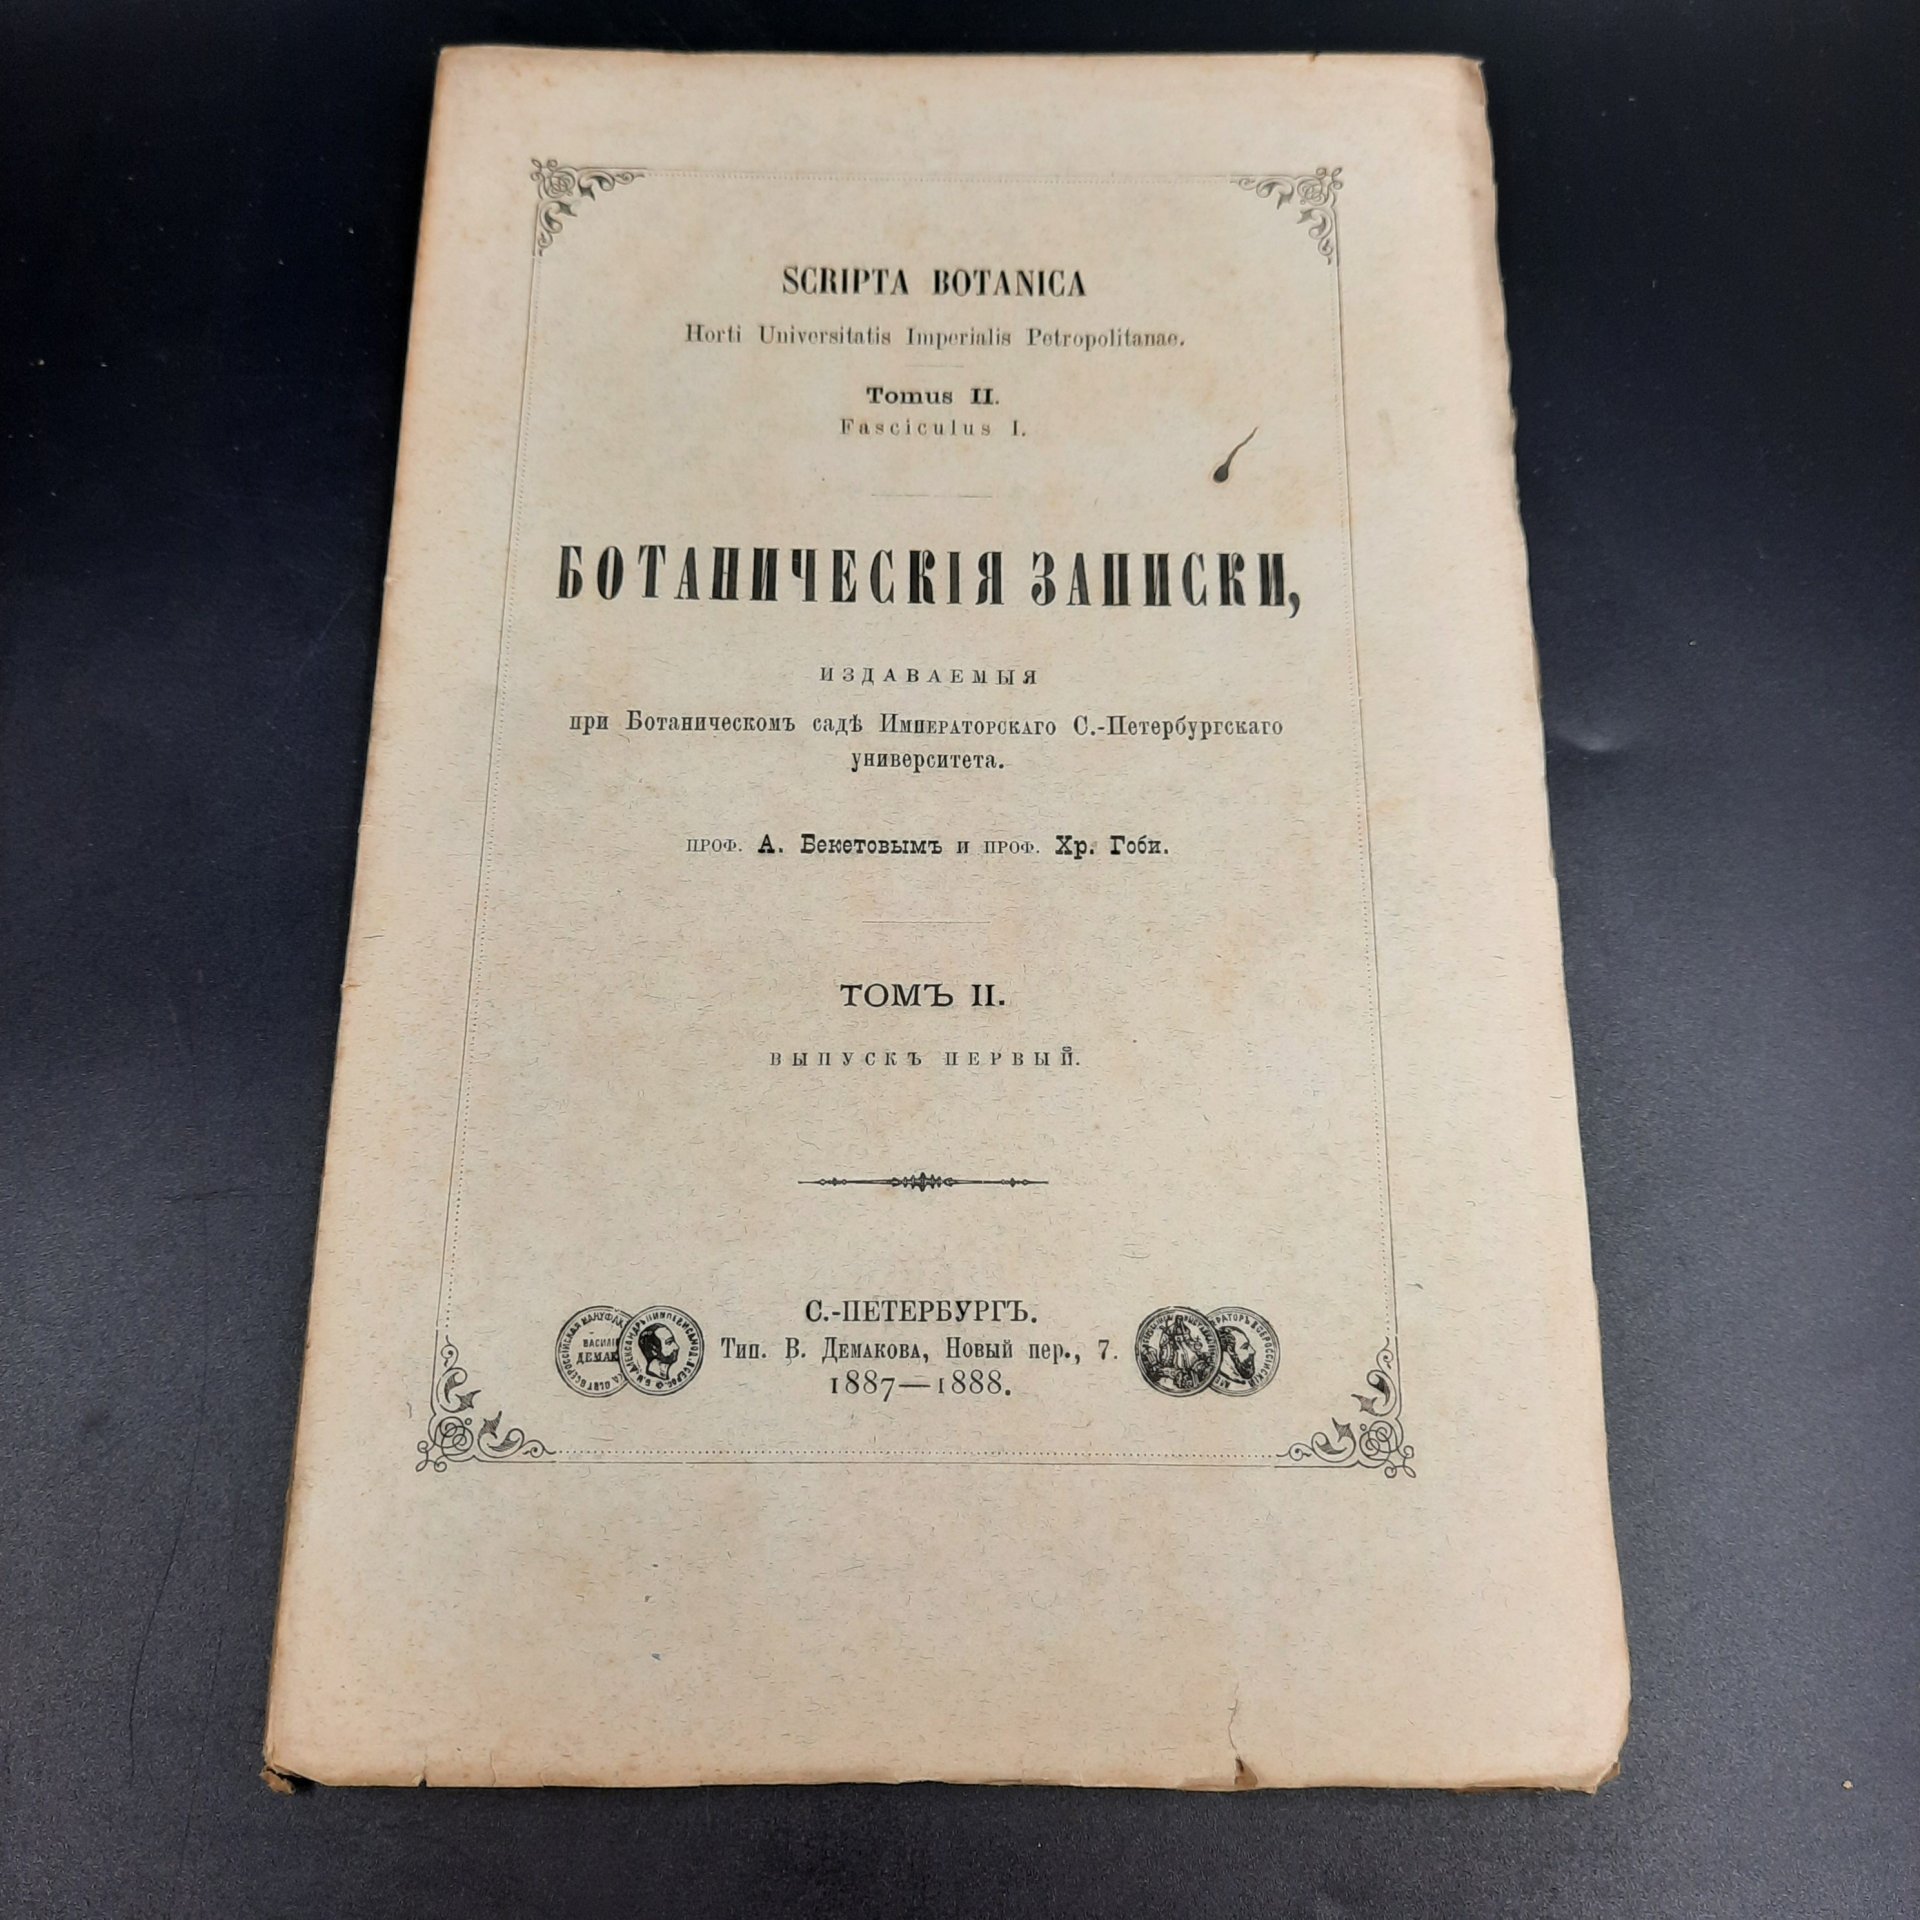 SCRIPTA BOTANICA
Horti Universitatis Imperialis Petropolitanae.
Tomus II.
Fasciculus I.
БОТАНИЧЕСКІЯ ЗАПИСКИ,
ИЗДАВАЕМЫЯ
при Ботаническомъ садѣ Императорскаго С.-Петербургскаго
университета.
ПРОФ. А. Бекетовымъ и ПРОФ. Хр. Гоби.
ТОМЪ II.
ВЫПУСКЪ ПЕРВЫЙ.
С.-ПЕТЕРБУРГЪ.
Тип. В. Демакова, Новый пер., 7.
1887—1888.